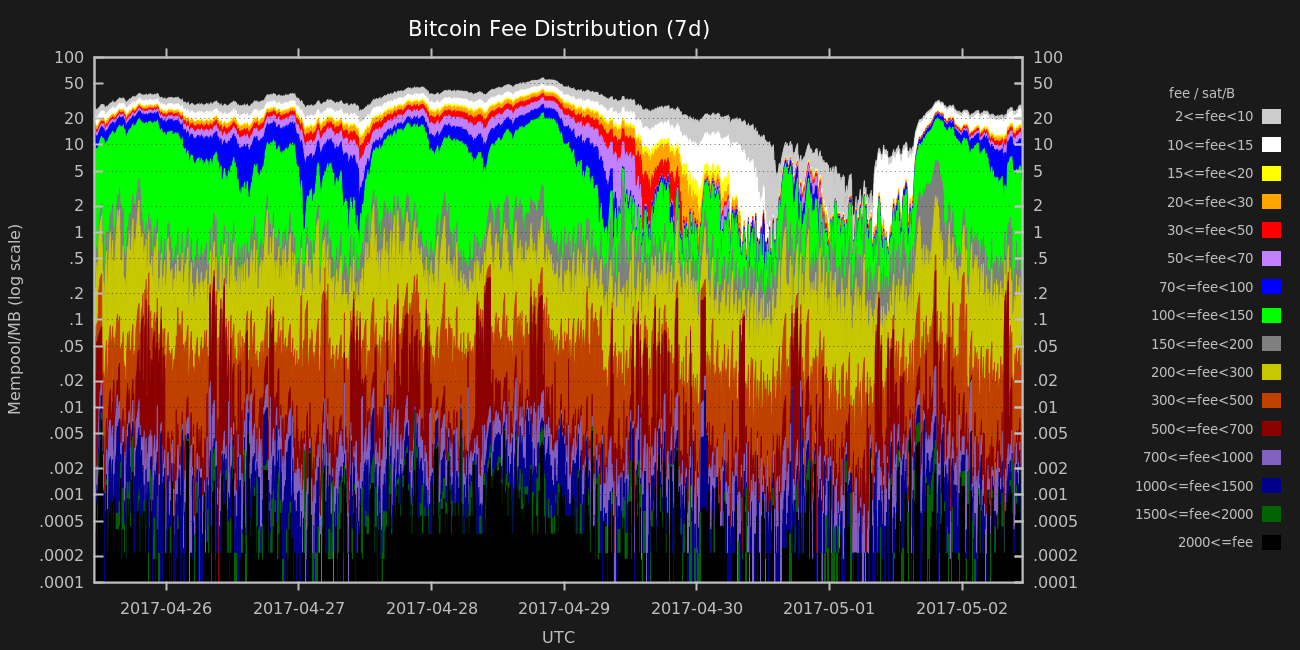 Bitcoin Fee Distribution (7d)
100
50
20
10
5
2
1
.5
.2
.1
.05
.02
.01
.005
.002
.001
.0005
.0002
.0001
Mempool/MB (log scale)
100
50
20
10
5
2
1
.5
.2
.1
.05
.02
.01
.005
.002
.001
.0005
.0002
.0001
2017-04-26
2017-04-27
2017-04-28
2017-04-29
2017-04-30
2017-05-01
2017-05-02
UTC
fee / sat/B
2<=fee<10
10<=fee<15
15<=fee<20
20<=fee<30
30<=fee<50
50<=fee<70
70<=fee<100
100<=fee<150
150<=fee<200
200<=fee<300
300<=fee<500
500<=fee<700
700<=fee<1000
1000<=fee<1500
1500<=fee<2000
2000<=fee